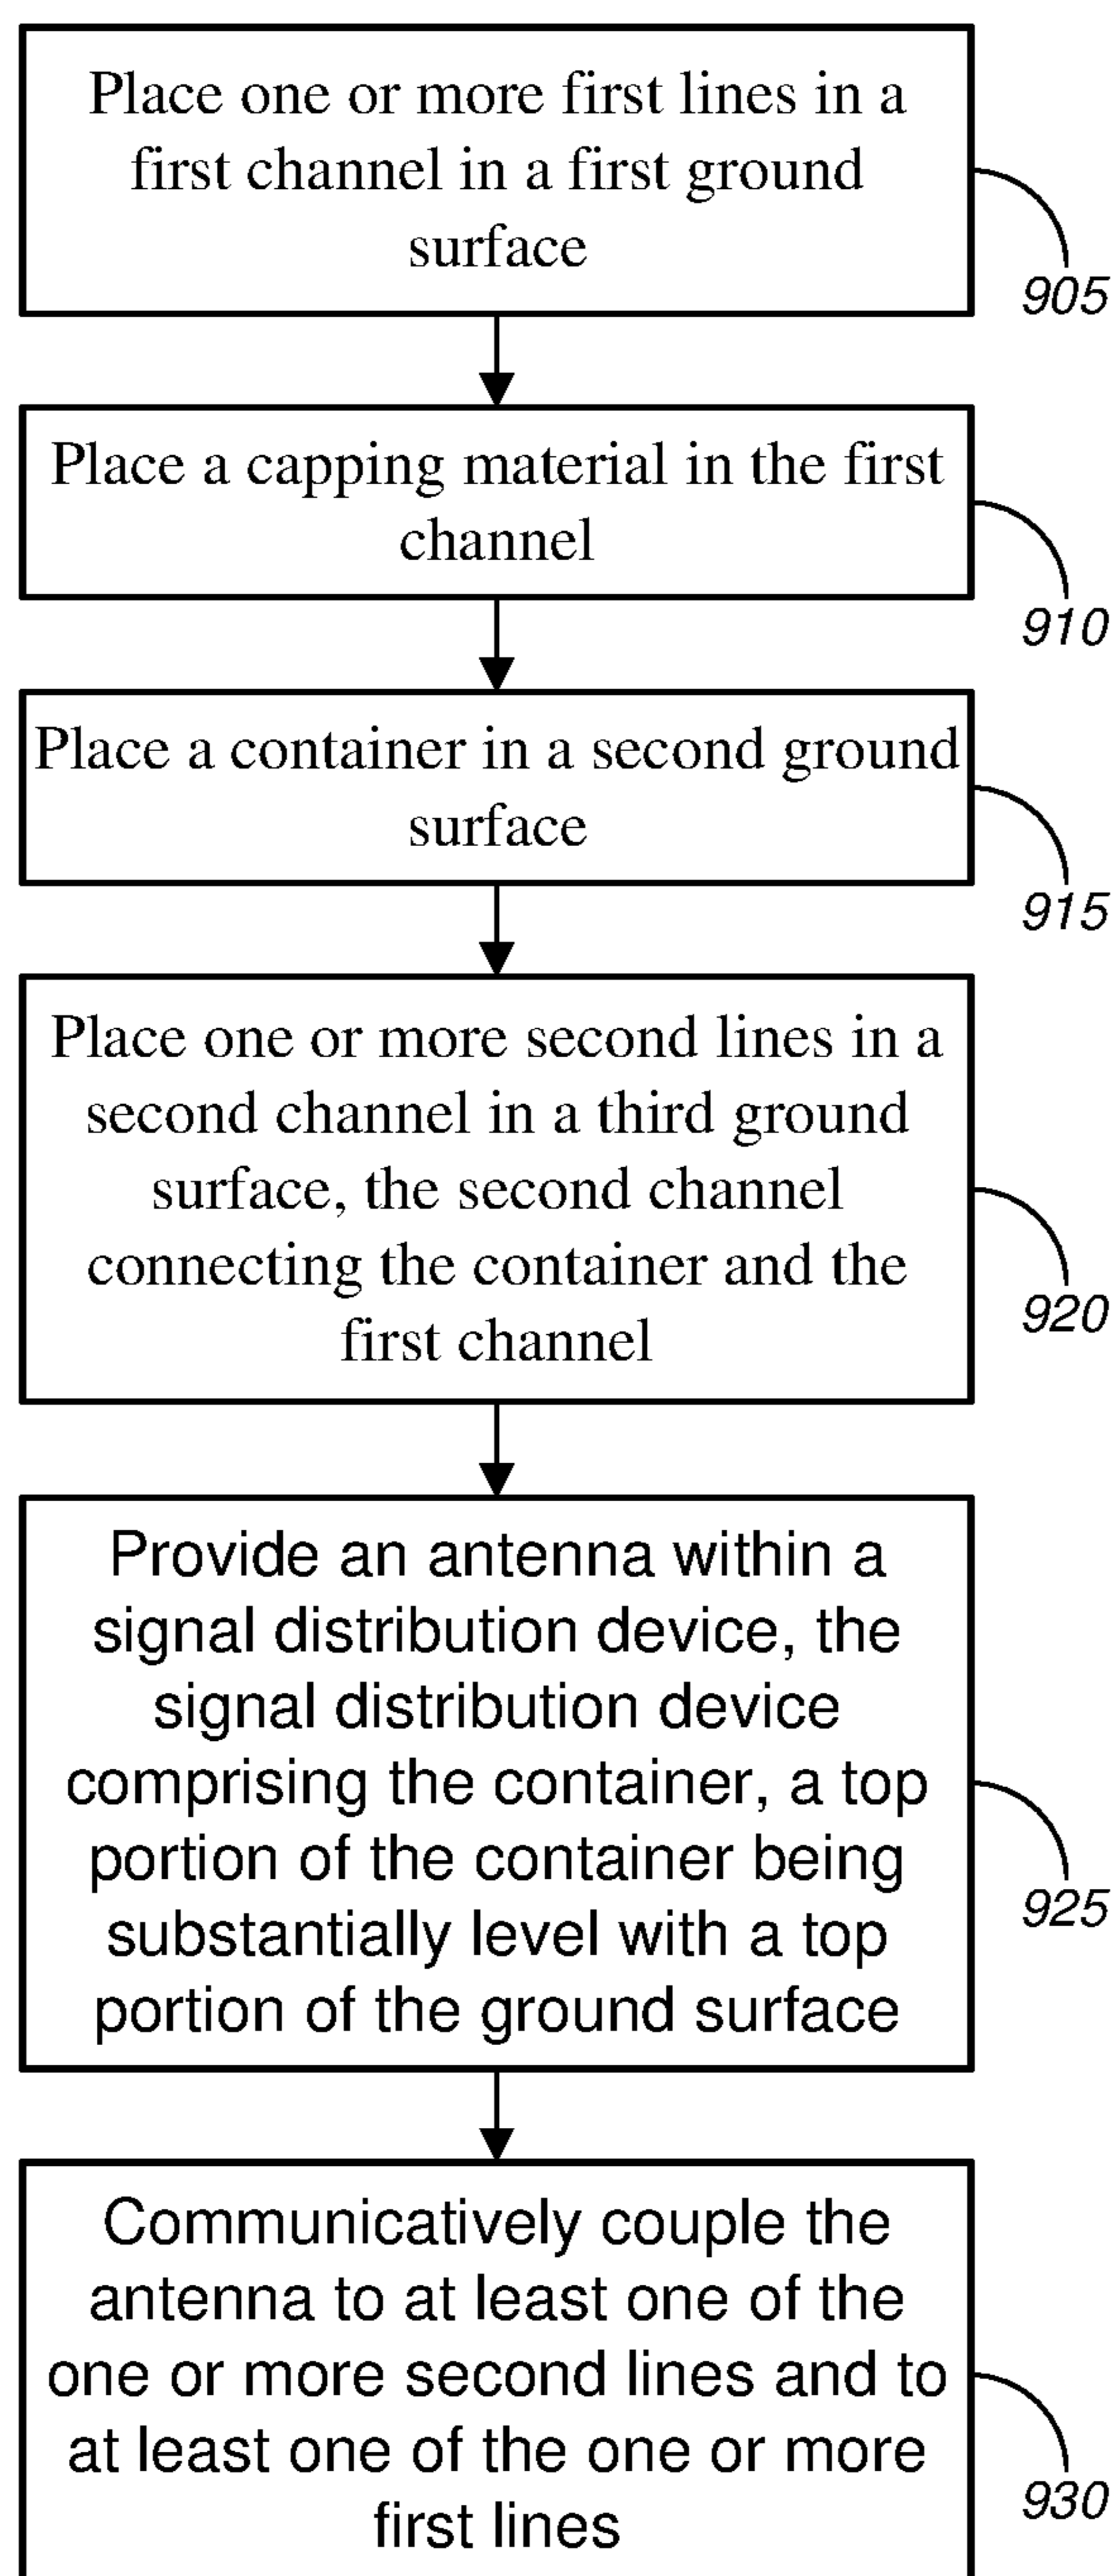 Place one or more first lines in a
first channel in a first ground
surface
905
Place a capping material in the first
channel
910
Place a container in a second ground
surface
915
Place one or more second lines in a
second channel in a third ground
surface, the second channel
connecting the container and the
first channel
920
Provide an antenna within a
signal distribution device, the
signal distribution device
comprising the container, a top
portion of the container being
substantially level with a top
portion of the ground surface
925
Communicatively couple the
antenna to at least one of the
one or more second lines and to
at least one of the one or more
first lines
930